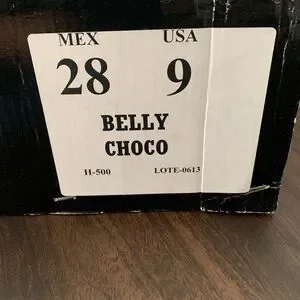 MEX USA
28 9
BELLY
CHOCO
H-500 LOTE-0613